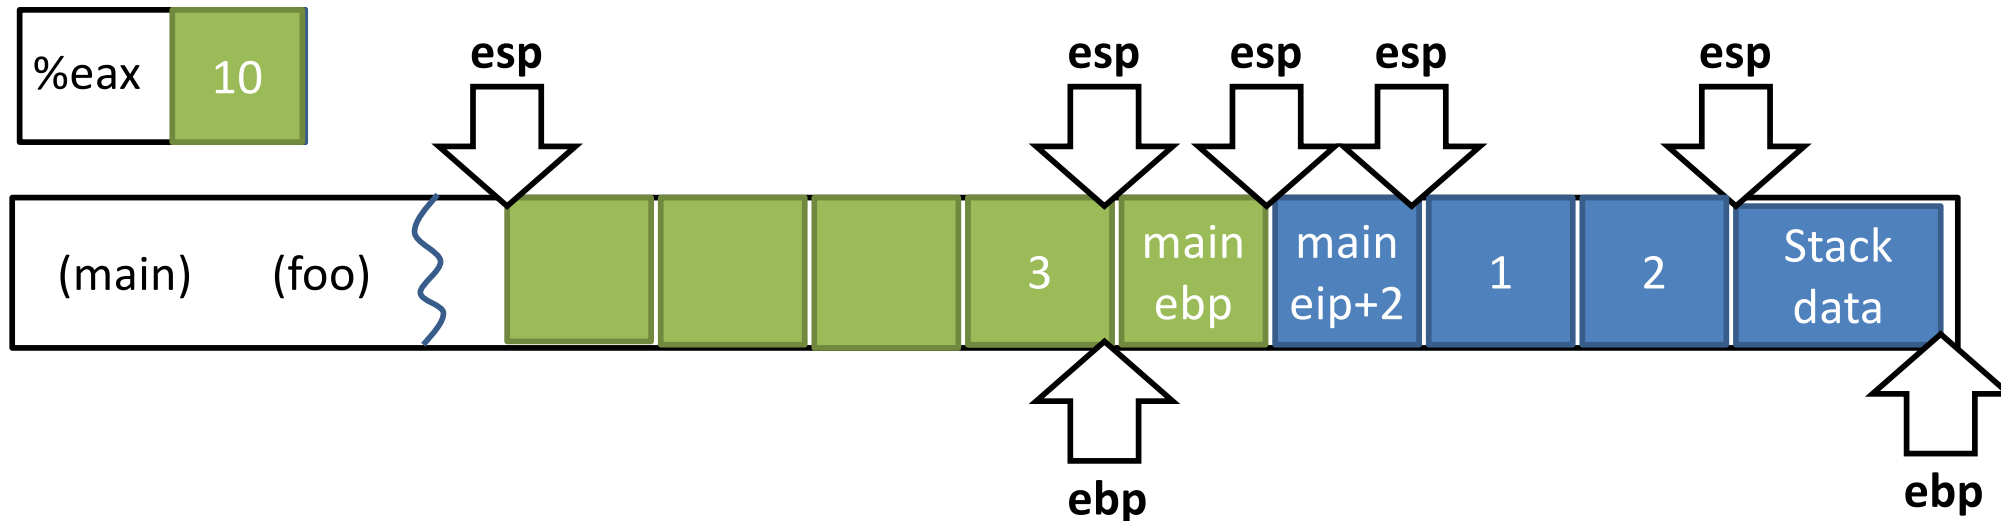 %eax 10
esp esp esp esp esp
(main) (foo) 3 main ebp main eip+2 1 2 Stack data
ebp ebp